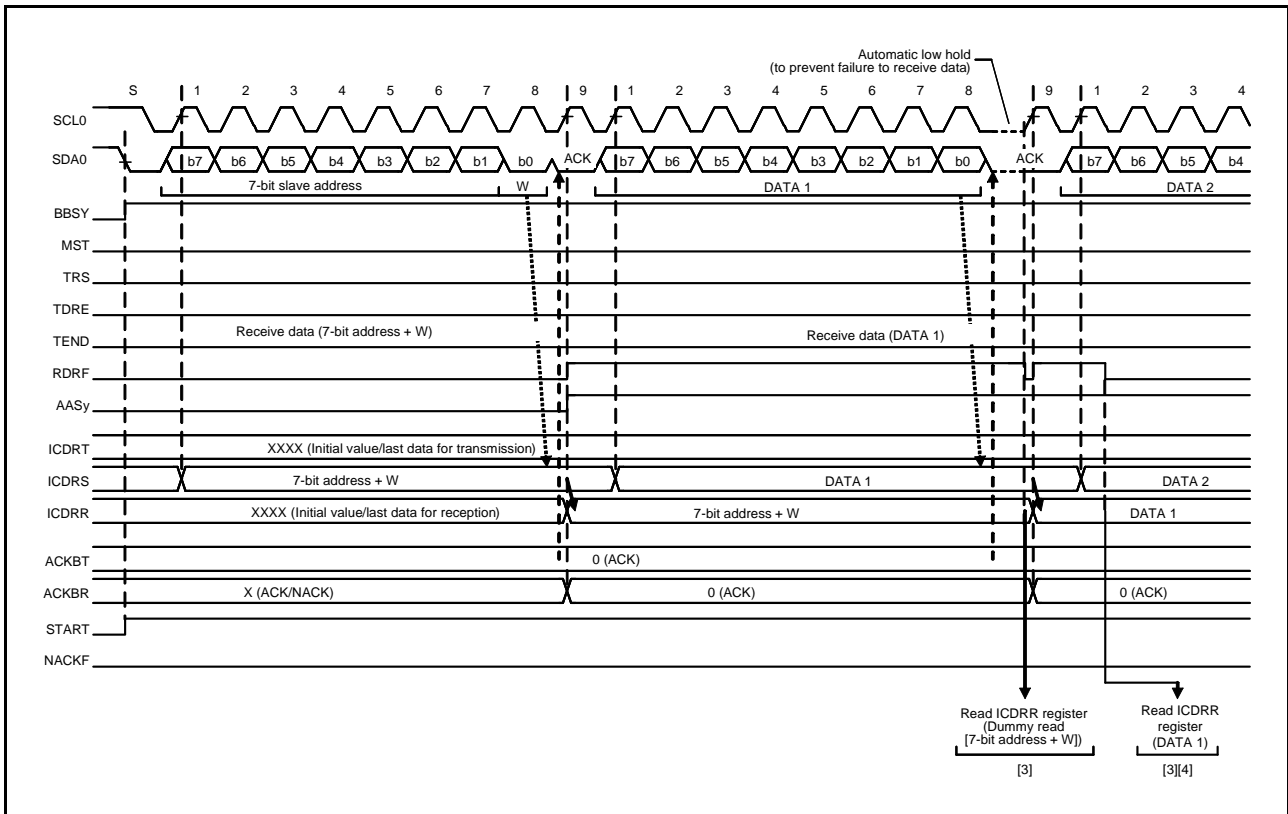 Automatic low hold
(to prevent failure to receive data)
S 1 2 3 4 5 6 7 8 9 1 2 3 4 5 6 7 8 9 1 2 3 4
SCL0
SDA0 b7 b6 b5 b4 b3 b2 b1 b0 ACK b7 b6 b5 b4 b3 b2 b1 b0 ACK b7 b6 b5 b4
7-bit slave address W DATA 1 DATA 2
BBSY
MST
TRS
TDRE
Receive data (7-bit address + W) Receive data (DATA 1)
TEND
RDRF
AASy
ICDRT XXXX (Initial value/last data for transmission)
ICDRS 7-bit address + W DATA 1 DATA 2
ICDRR XXXX (Initial value/last data for reception) 7-bit address + W DATA 1
ACKBT 0 (ACK)
ACKBR X (ACK/NACK) 0 (ACK) 0 (ACK)
START
NACKF
Read ICDRR register
(Dummy read
[7-bit address + W])
[3]
Read ICDRR
register
(DATA 1)
[3][4]